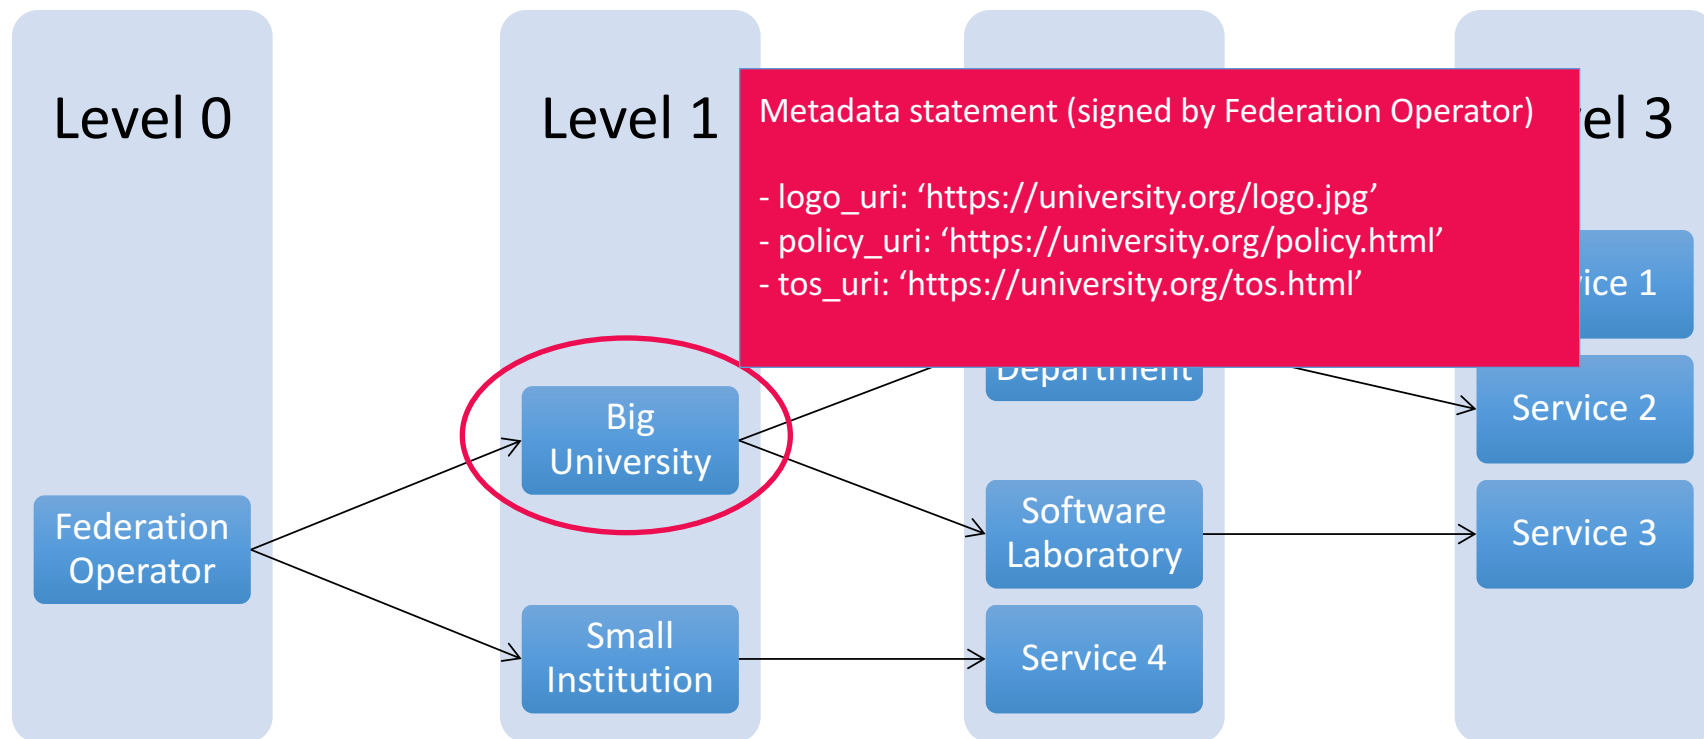 Level 0
Level 1
el 3
Metadata statement (signed by Federation Operator)
- logo_uri: ‘https://university.org/logo.jpg’
- policy_uri: ‘https://university.org/policy.html’
- tos_uri: ‘https://university.org/tos.html’
ice 1
Department
Big
University
Service 2
Federation
Operator
Software
Laboratory
Service 3
Small
Institution
Service 4